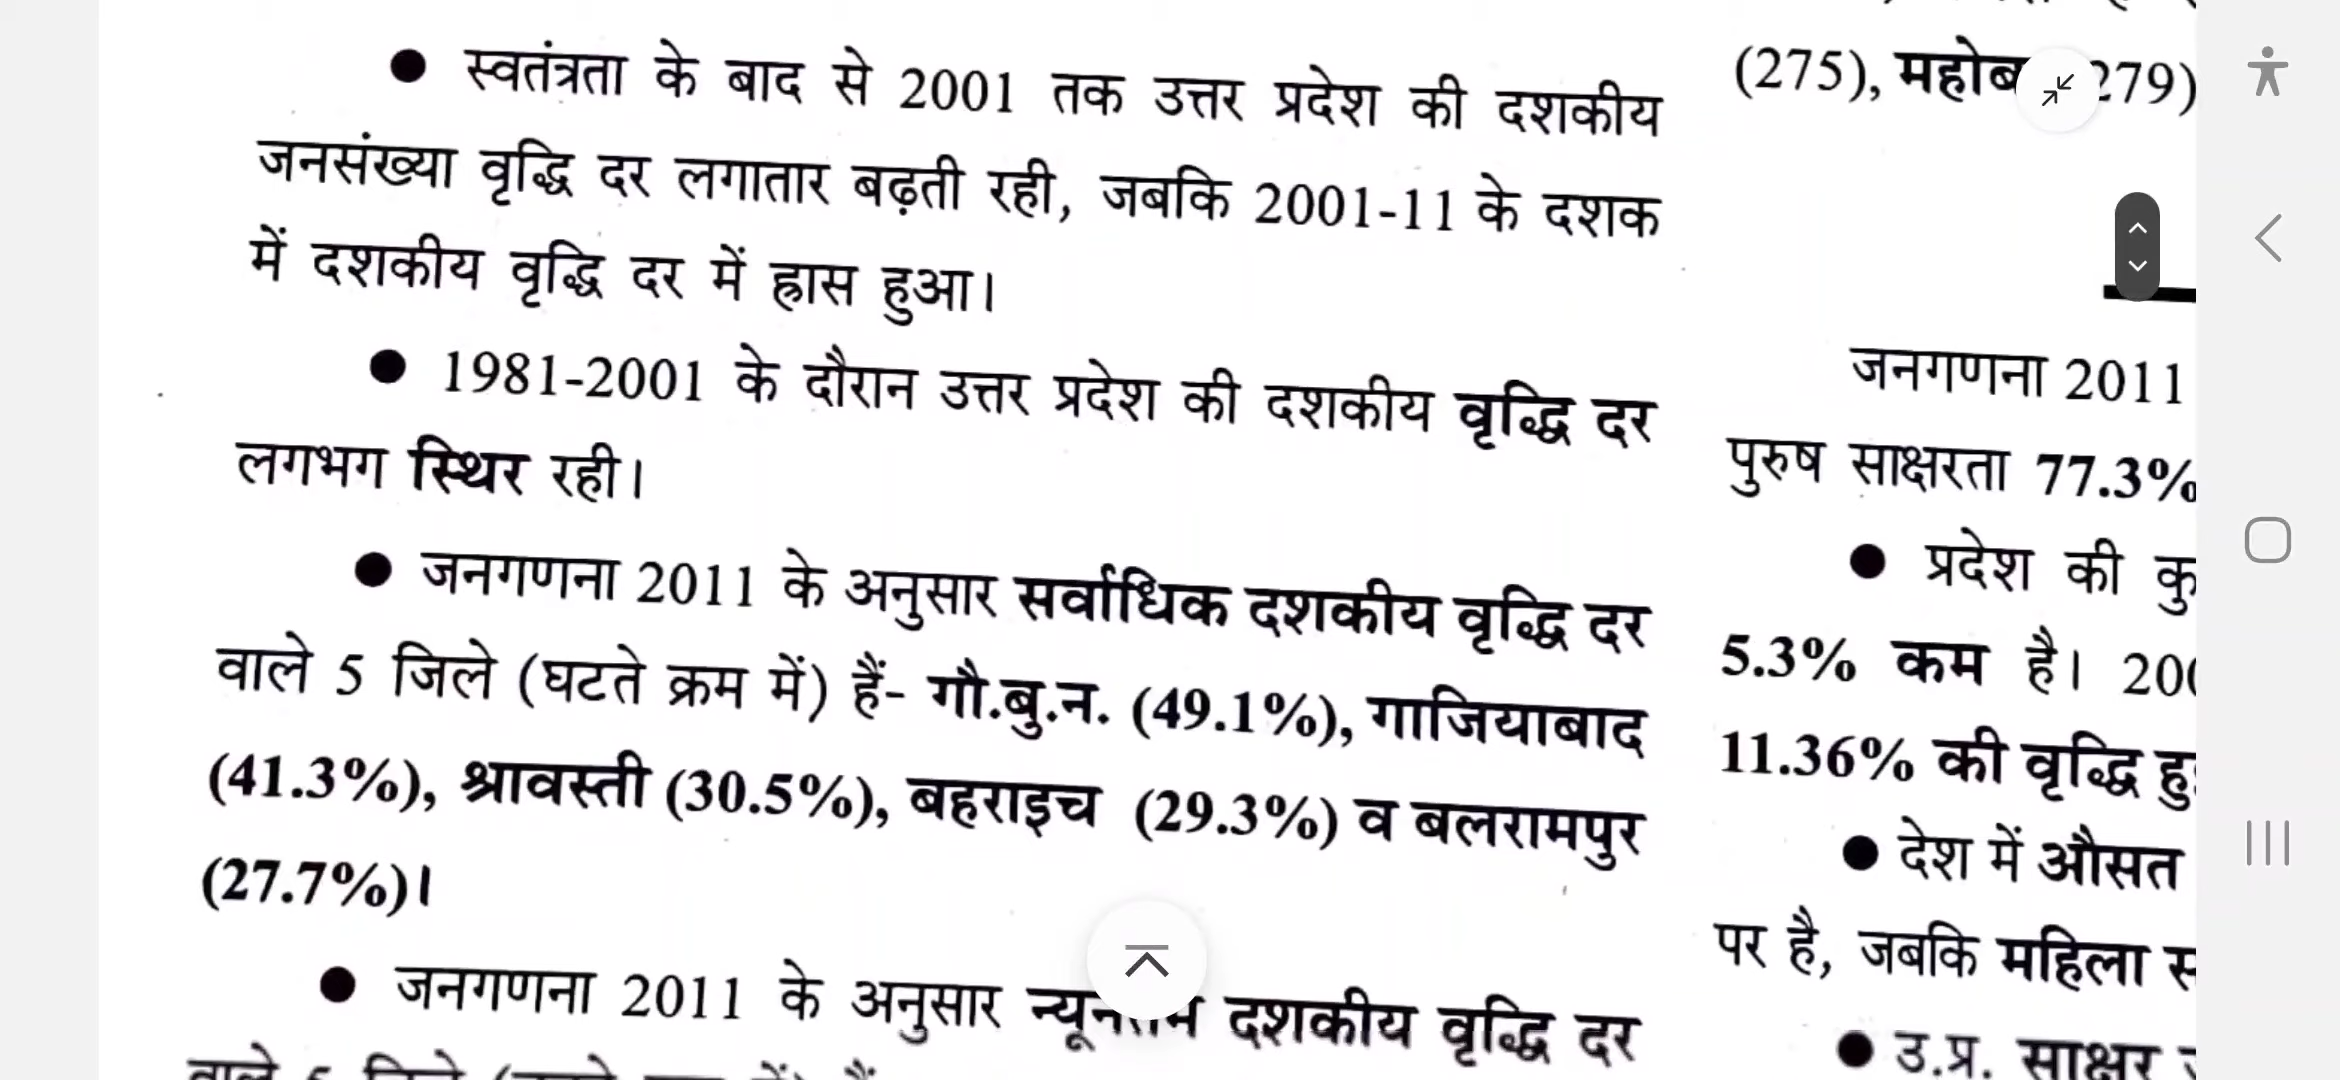 ● स्वतंत्रता के बाद से 2001 तक उत्तर प्रदेश की दशकीय
जनसंख्या वृद्धि दर लगातार बढ़ती रही, जबकि 2001-11 के दशक
में दशकीय वृद्धि दर में ह्रास हुआ।
● 1981-2001 के दौरान उत्तर प्रदेश की दशकीय वृद्धि दर
लगभग स्थिर रही।
● जनगणना 2011 के अनुसार सर्वाधिक दशकीय वृद्धि दर
वाले 5 जिले (घटते क्रम में) हैं- गौ.बु.न. (49.1%), गाजियाबाद
(41.3%), श्रावस्ती (30.5%), बहराइच (29.3%) व बलरामपुर
(27.7%)।
● जनगणना 2011 के अनुसार दशकीय वृद्धि दर
(275),
जनगणना 2011
पुरुष साक्षरता 77.3%
● प्रदेश की
5.3% कम है।
11.36% की वृद्धि
● देश में औसत
पर है, जबकि महिला
● उ.प्र. साक्षर